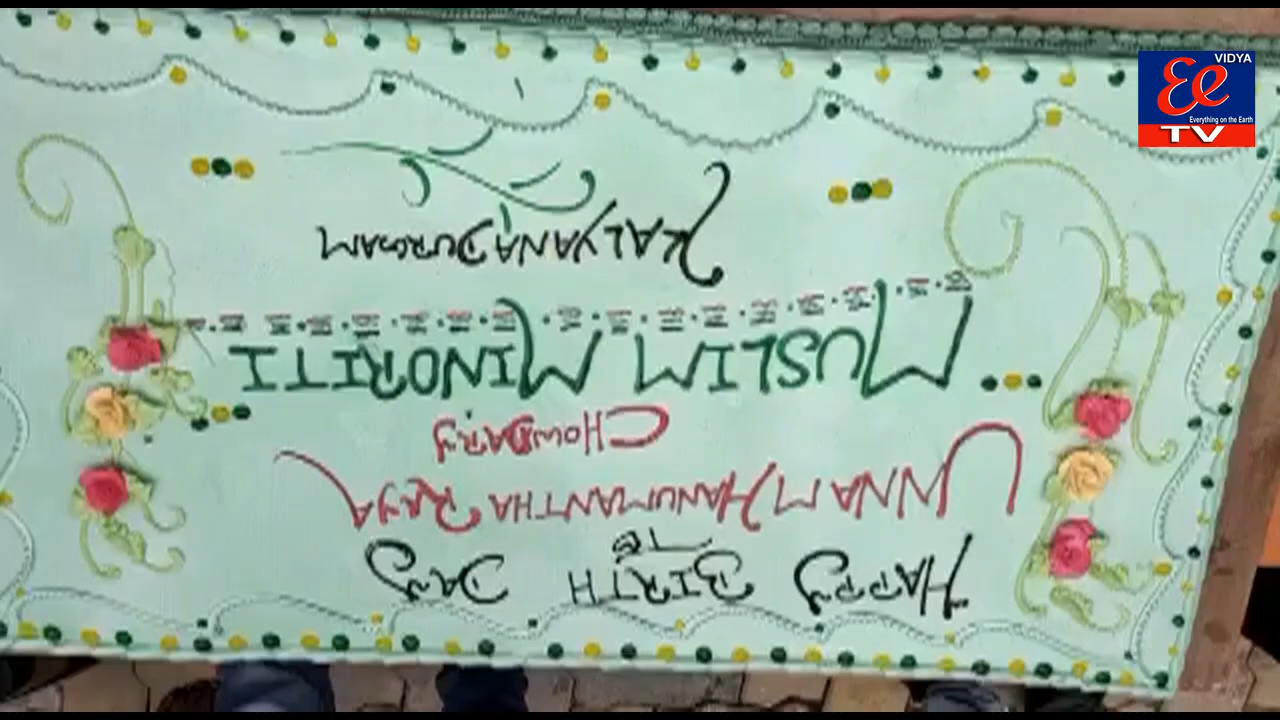 HAPPY BIRTH DAY
TO
UNNAM HANUMANTHA RAYA
CHOWDARY
MUSLIM MINORITI
KALYANADURGAM
VIDYA
Ee
Everything on the Earth
TV